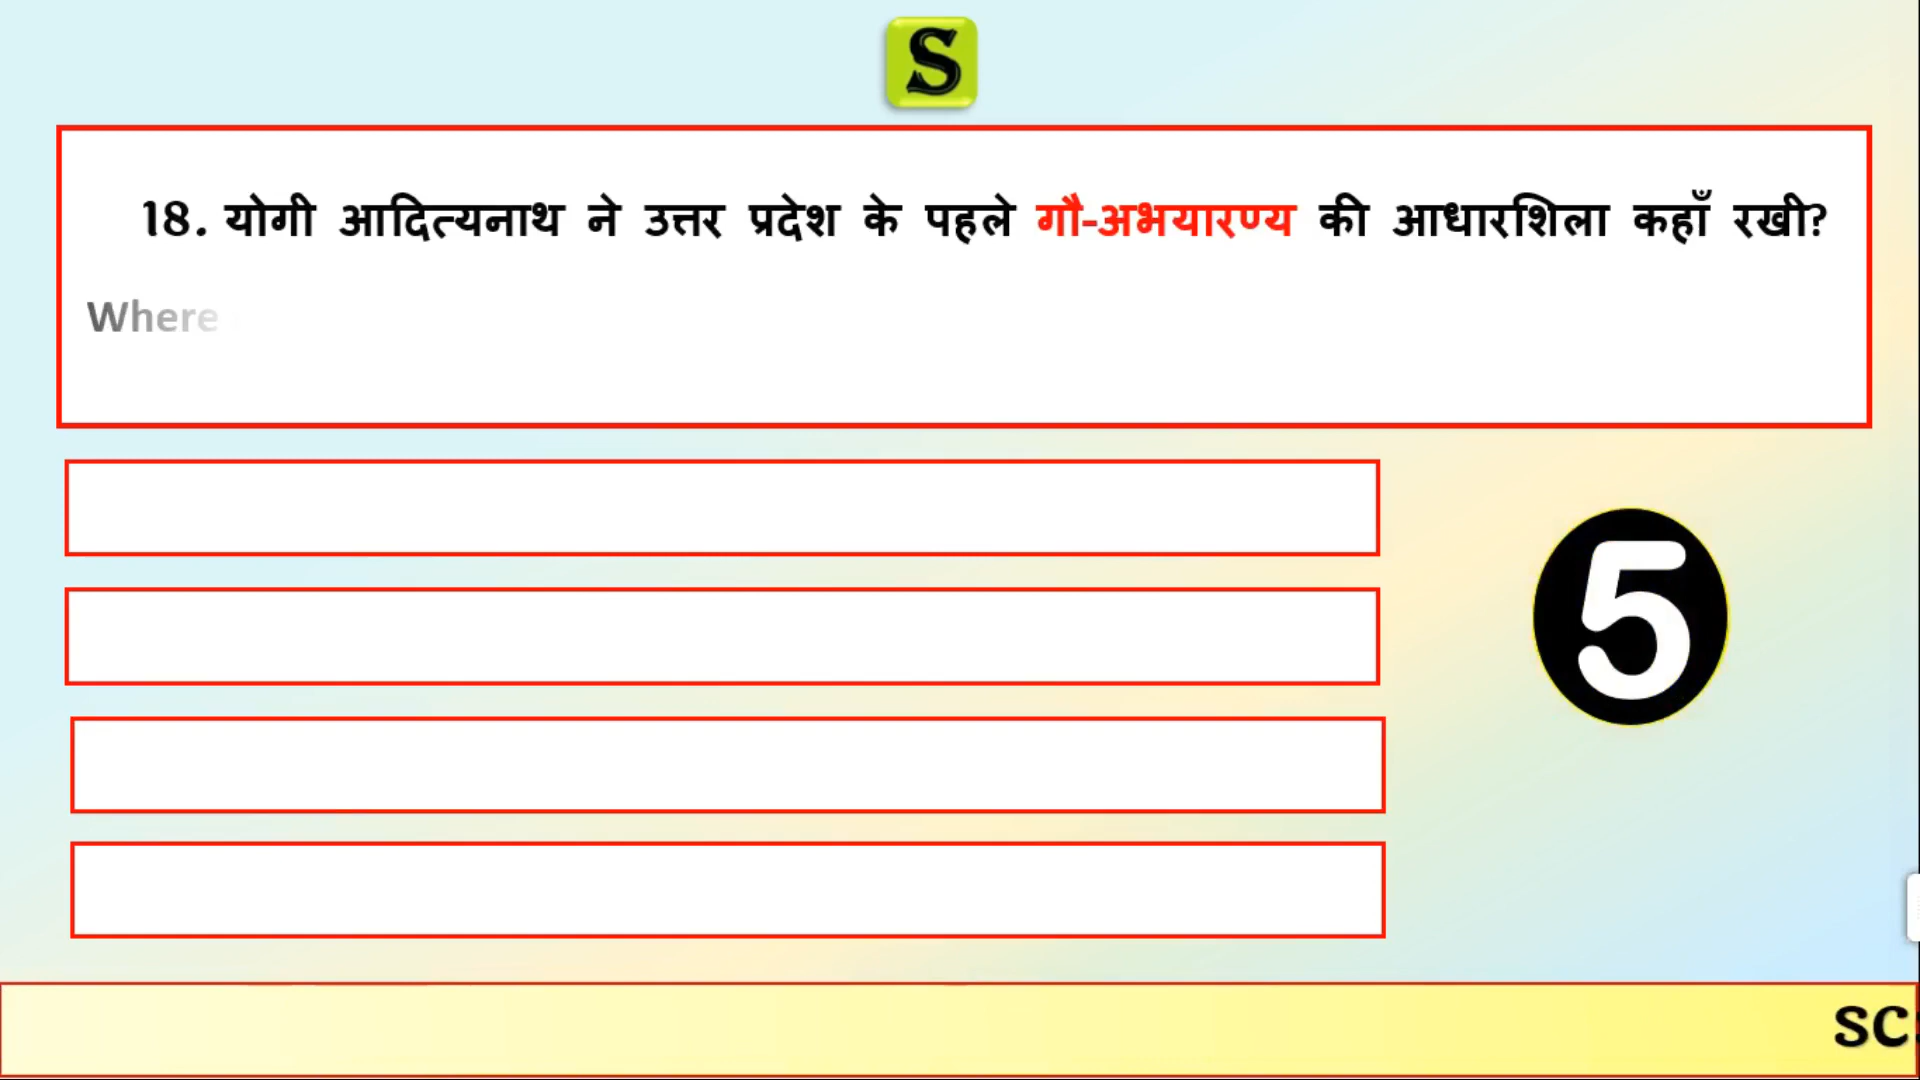 S
18. योगी आदित्यनाथ ने उत्तर प्रदेश के पहले गौ-अभयारण्य की आधारशिला कहाँ रखी?
Where
5
SC